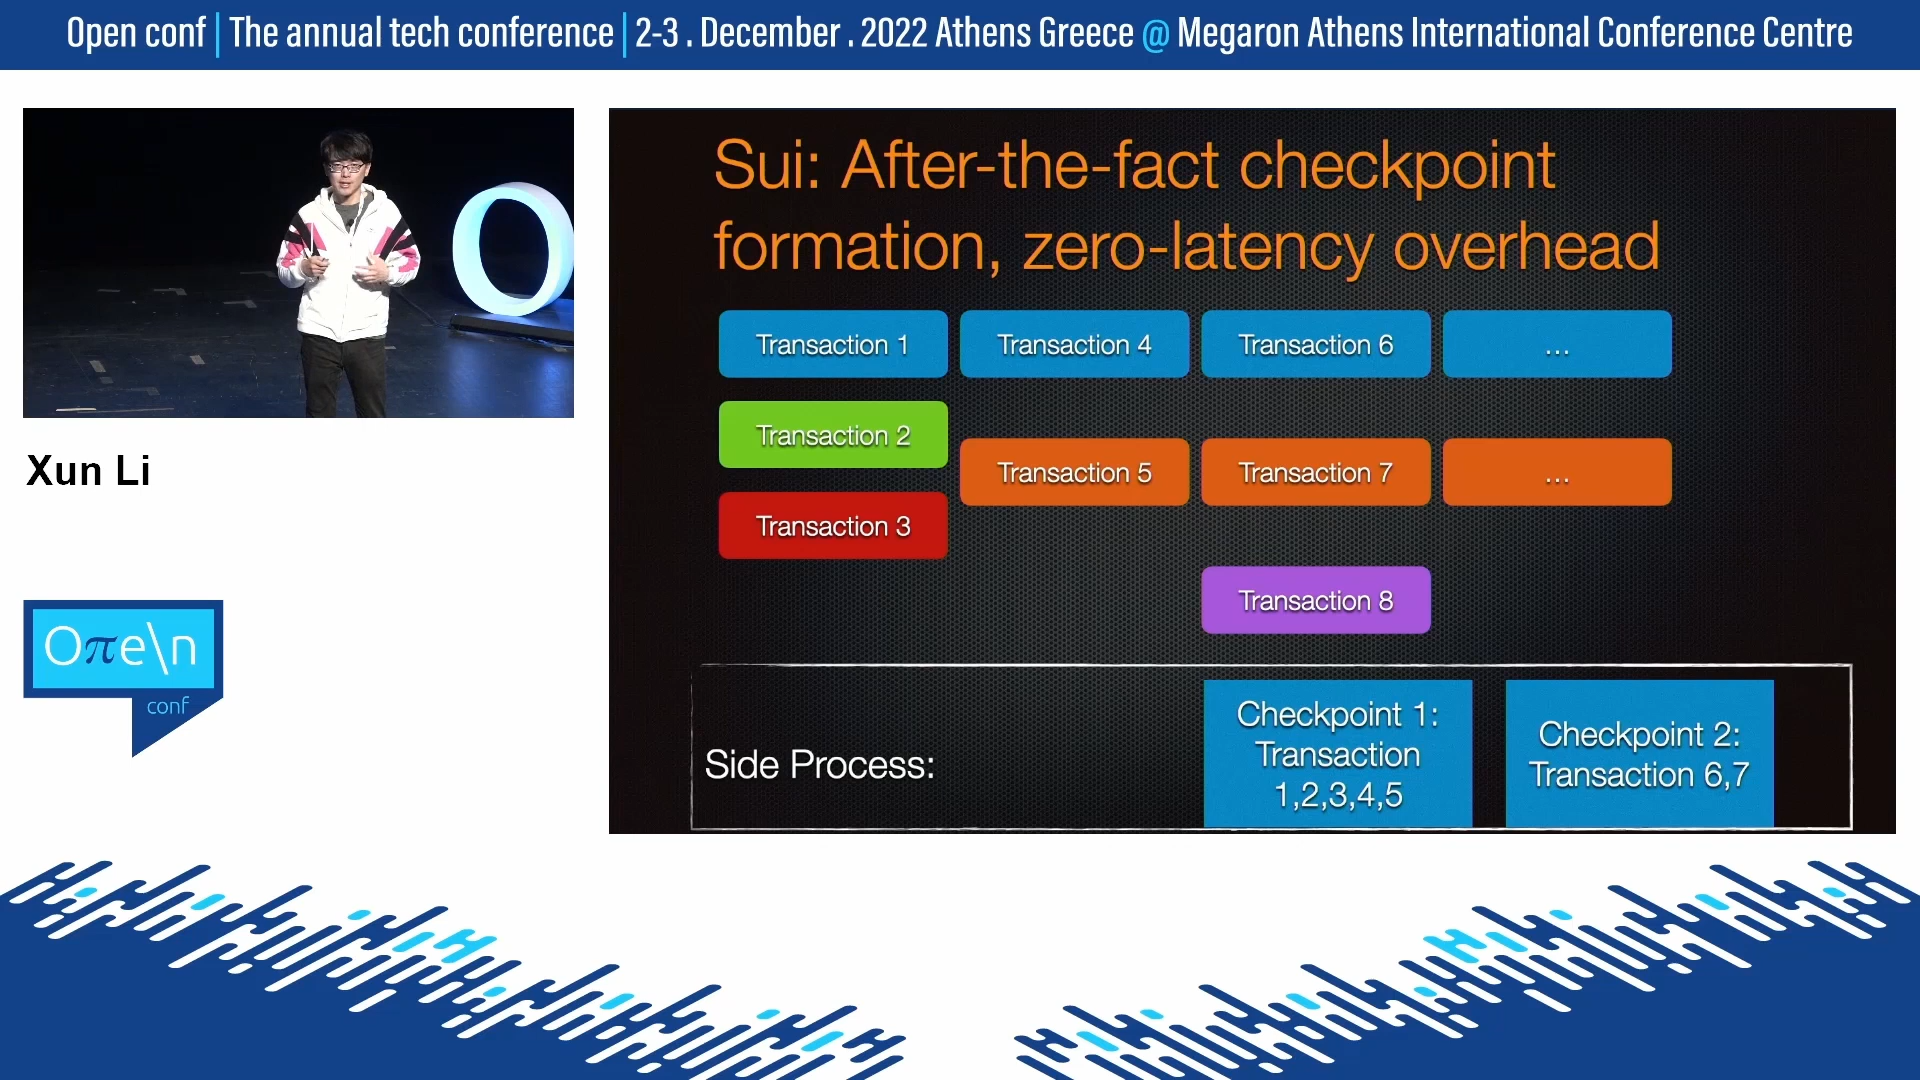 Open conf | The annual tech conference | 2-3 . December . 2022 Athens Greece @ Megaron Athens International Conference Centre
O
Xun Li
Oπe\n
conf
Sui: After-the-fact checkpoint
formation, zero-latency overhead
Transaction 1
Transaction 4
Transaction 6
...
Transaction 2
Transaction 5
Transaction 7
...
Transaction 3
Transaction 8
Side Process:
Checkpoint 1:
Transaction
1,2,3,4,5
Checkpoint 2:
Transaction 6,7